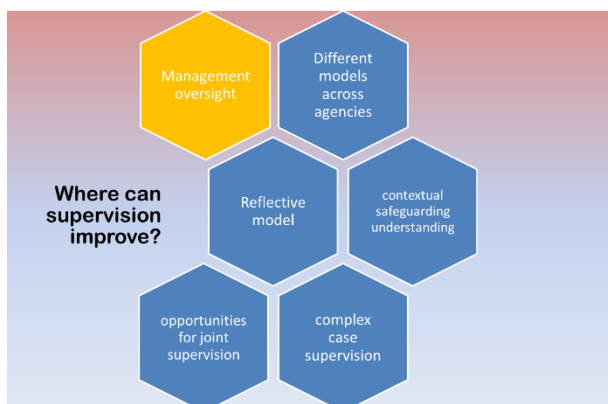 Management
oversight
Different
models
across
agencies
Where can
supervision
improve?
Reflective
model
contextual
safeguarding
understanding
opportunities
for joint
supervision
complex
case
supervision